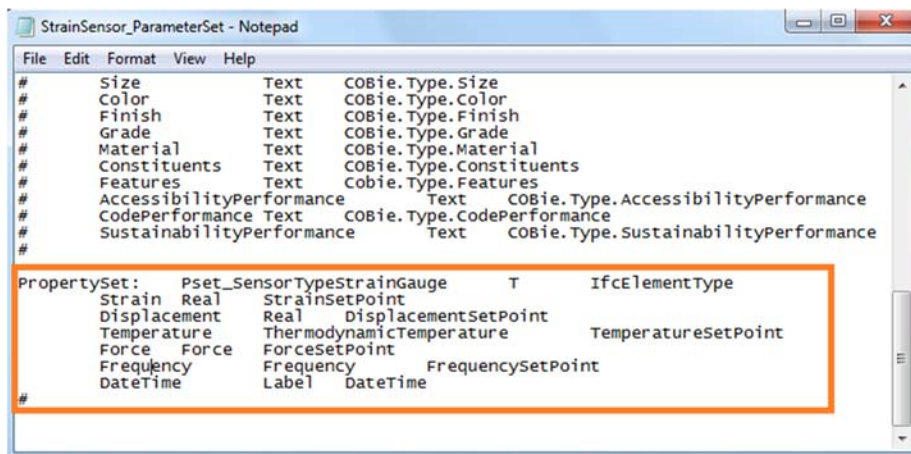 StrainSensor_ParameterSet - Notepad
File Edit Format View Help
# Size Text COBie.Type.Size
# Color Text COBie.Type.Color
# Finish Text COBie.Type.Finish
# Grade Text COBie.Type.Grade
# Material Text COBie.Type.Material
# Constituents Text COBie.Type.Constituents
# Features Text Cobie.Type.Features
# AccessibilityPerformance Text COBie.Type.AccessibilityPerformance
# CodePerformance Text COBie.Type.CodePerformance
# SustainabilityPerformance Text COBie.Type.SustainabilityPerformance
#
PropertySet: Pset_SensorTypeStrainGauge T IfcElementType
Strain Real StrainSetPoint
Displacement Real DisplacementSetPoint
Temperature ThermodynamicTemperature TemperatureSetPoint
Force Force ForceSetPoint
Frequency Frequency FrequencySetPoint
DateTime Label DateTime
#